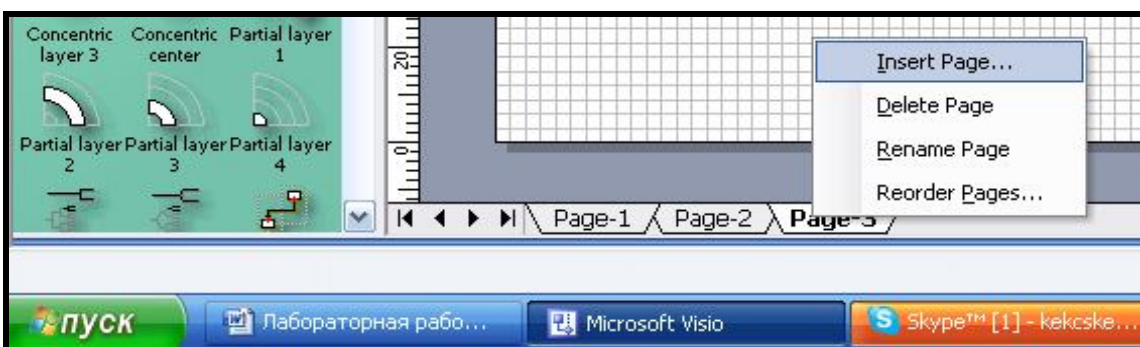 Concentric layer 3
Concentric center
Partial layer 1
Partial layer 2
Partial layer 3
Partial layer 4
20
0
Insert Page...
Delete Page
Rename Page
Reorder Pages...
Page-1
Page-2
Page-3
пуск
Лабораторная рабо...
Microsoft Visio
Skype™ [1] - kekcske...